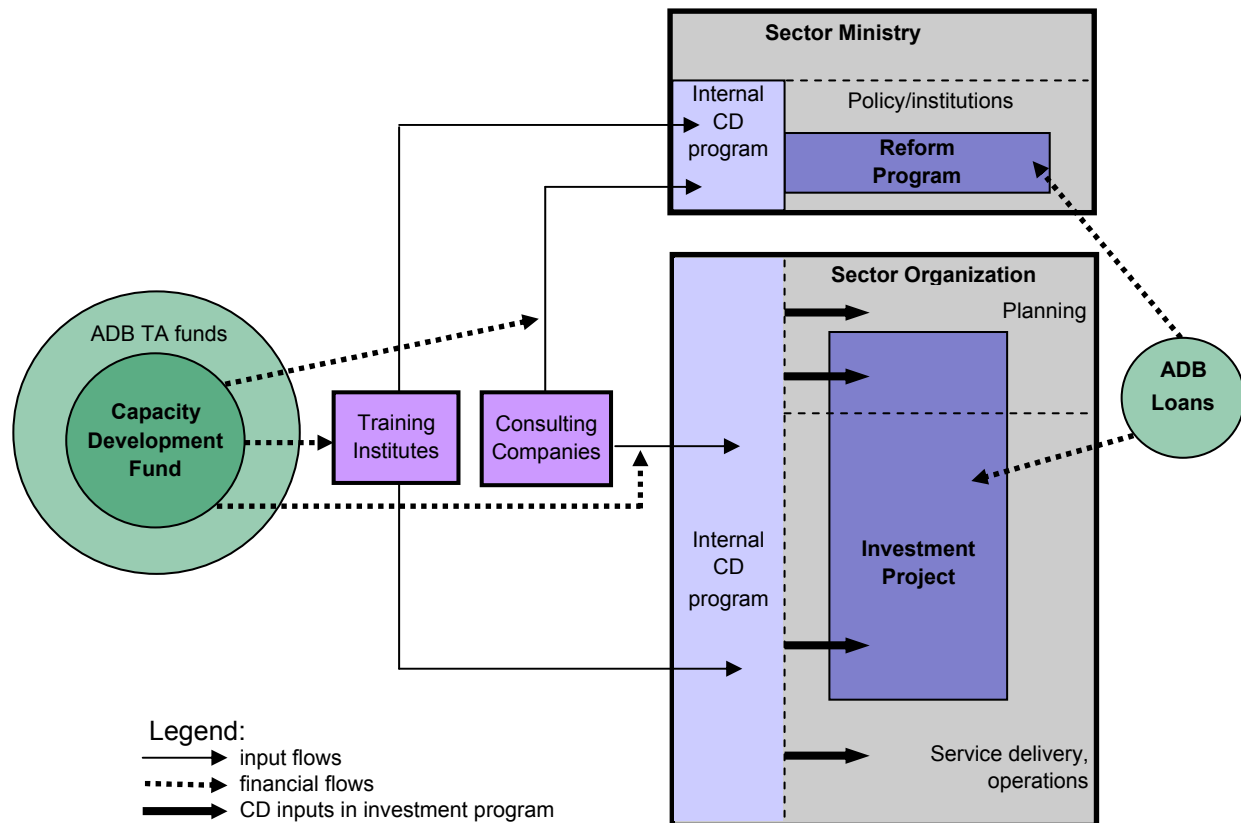 Sector Ministry
Internal
CD
program
Policy/institutions
Reform
Program
Sector Organization
Planning
ADB TA funds
Capacity
Development
Fund
Training
Institutes
Consulting
Companies
ADB
Loans
Internal
CD
program
Investment
Project
Service delivery,
operations
Legend:
input flows
financial flows
CD inputs in investment program